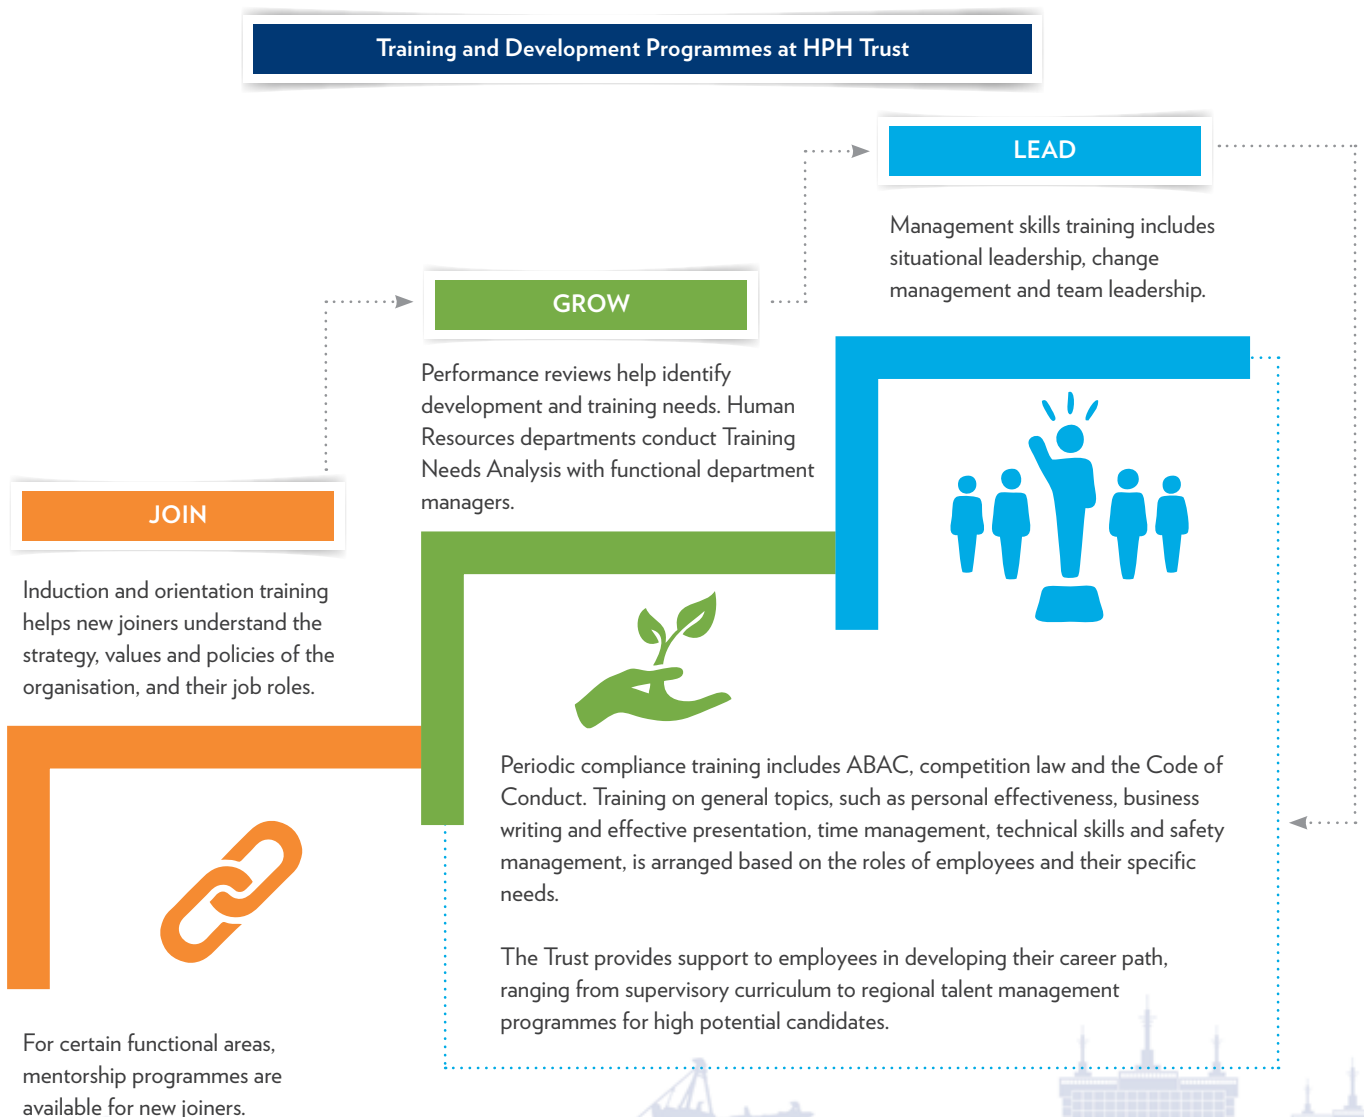 Training and Development Programmes at HPH Trust
JOIN
Induction and orientation training
helps new joiners understand the
strategy, values and policies of the
organisation, and their job roles.
For certain functional areas,
mentorship programmes are
available for new joiners.
GROW
Performance reviews help identify
development and training needs. Human
Resources departments conduct Training
Needs Analysis with functional department
managers.
LEAD
Management skills training includes
situational leadership, change
management and team leadership.
Periodic compliance training includes ABAC, competition law and the Code of
Conduct. Training on general topics, such as personal effectiveness, business
writing and effective presentation, time management, technical skills and safety
management, is arranged based on the roles of employees and their specific
needs.
The Trust provides support to employees in developing their career path,
ranging from supervisory curriculum to regional talent management
programmes for high potential candidates.